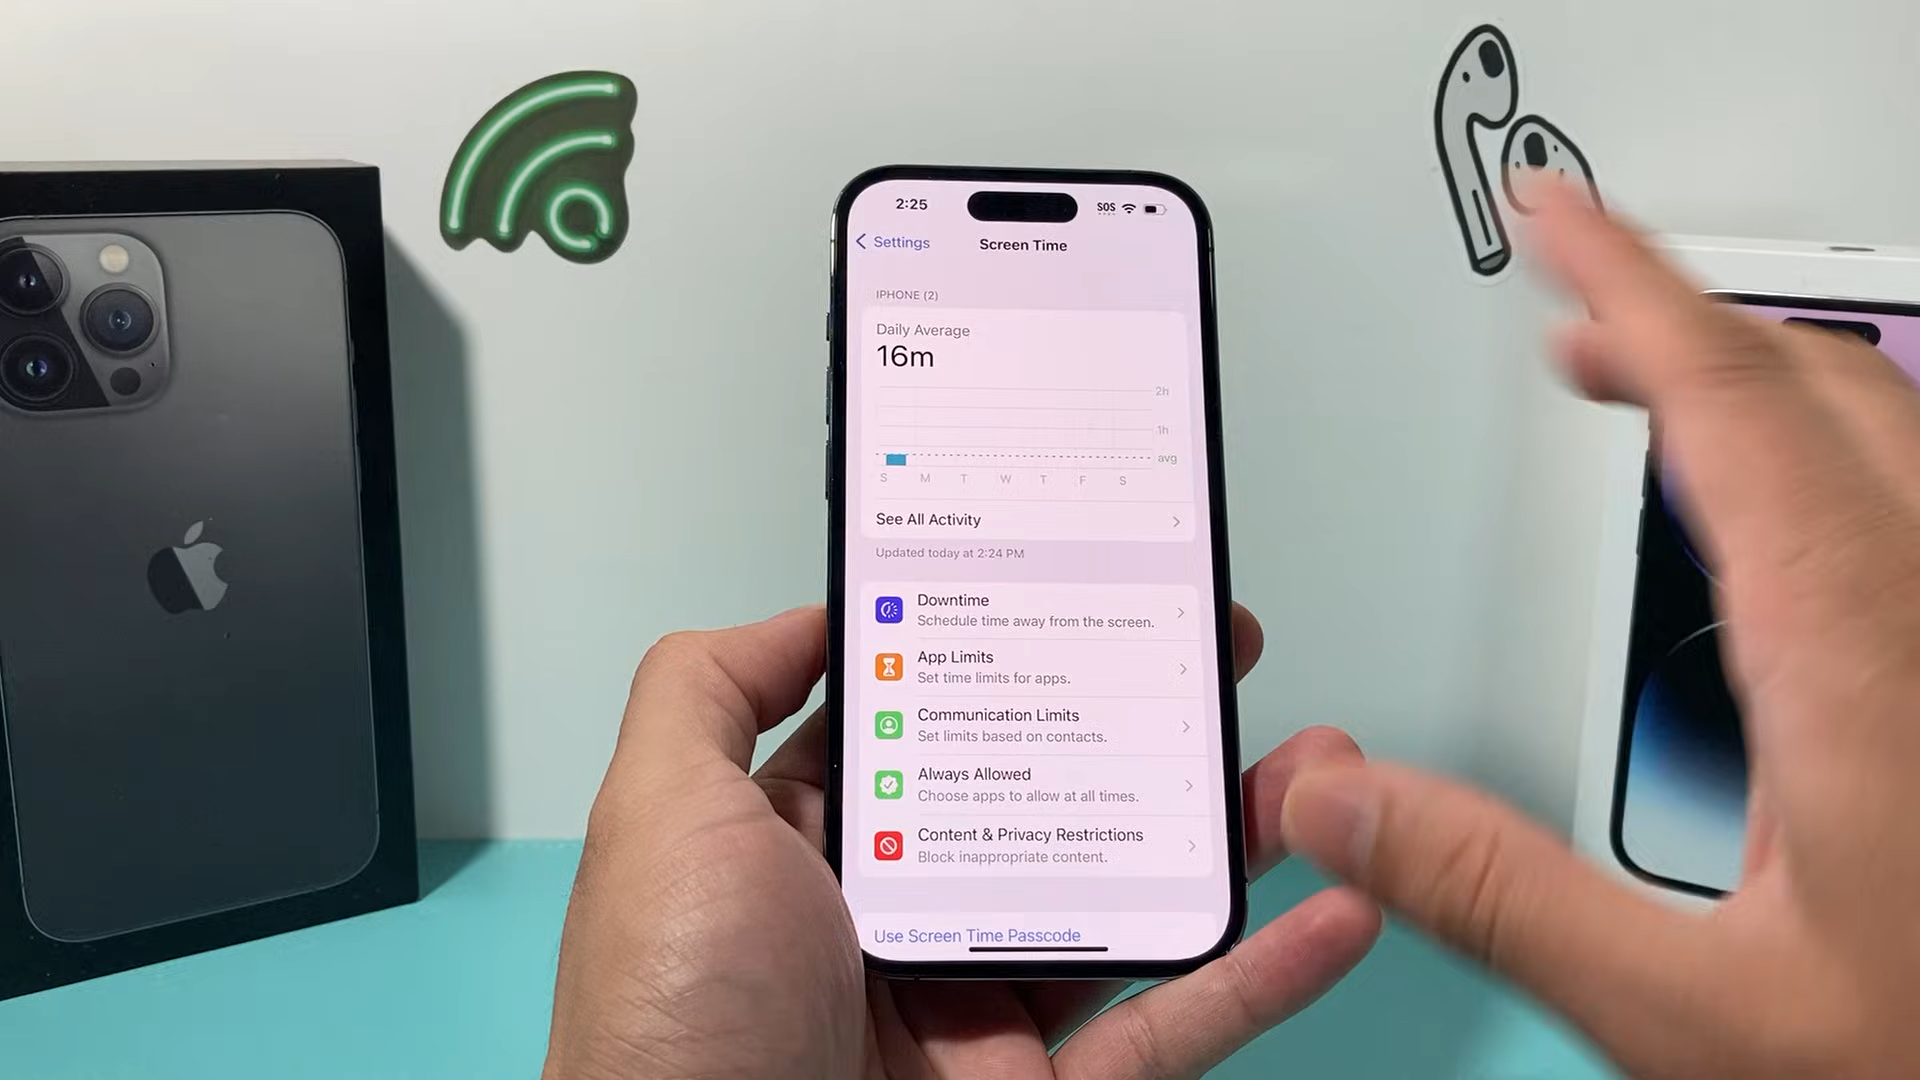 2:25
SOS
Settings
Screen Time
IPHONE (2)
Daily Average
16m
2h
1h
avg
S M T W T F S
See All Activity
Updated today at 2:24 PM
Downtime
Schedule time away from the screen.
App Limits
Set time limits for apps.
Communication Limits
Set limits based on contacts.
Always Allowed
Choose apps to allow at all times.
Content & Privacy Restrictions
Block inappropriate content.
Use Screen Time Passcode